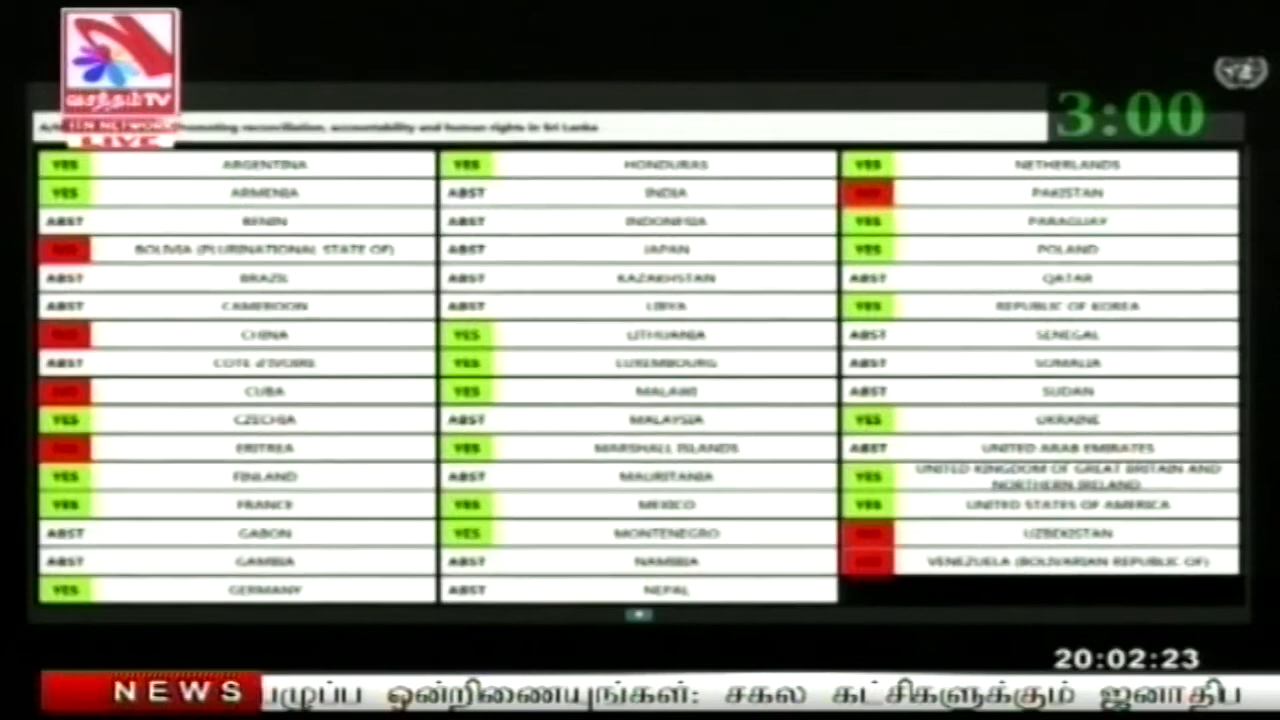 வசந்தம்TV
ITN NETWORK
LIVE
3:00
Promoting reconciliation, accountability and human rights in Sri Lanka
YES ARGENTINA
YES ARMENIA
ABST BENIN
NO BOLIVIA (PLURINATIONAL STATE OF)
ABST BRAZIL
ABST CAMEROON
NO CHINA
ABST COTE d'IVOIRE
NO CUBA
YES CZECHIA
NO ERITREA
YES FINLAND
YES FRANCE
ABST GABON
ABST GAMBIA
YES GERMANY
YES HONDURAS
ABST INDIA
ABST INDONESIA
ABST JAPAN
ABST KAZAKHSTAN
ABST LIBYA
YES LITHUANIA
YES LUXEMBOURG
YES MALAWI
ABST MALAYSIA
YES MARSHALL ISLANDS
ABST MAURITANIA
YES MEXICO
YES MONTENEGRO
ABST NAMIBIA
ABST NEPAL
YES NETHERLANDS
NO PAKISTAN
YES PARAGUAY
YES POLAND
ABST QATAR
YES REPUBLIC OF KOREA
ABST SENEGAL
ABST SOMALIA
ABST SUDAN
YES UKRAINE
ABST UNITED ARAB EMIRATES
YES UNITED KINGDOM OF GREAT BRITAIN AND
NORTHERN IRELAND
YES UNITED STATES OF AMERICA
NO UZBEKISTAN
NO VENEZUELA (BOLIVARIAN REPUBLIC OF)
20:02:23
NEWS ழுப்ப ஒன்றிணையுங்கள்: சகல கட்சிகளுக்கும் ஜனாதிப